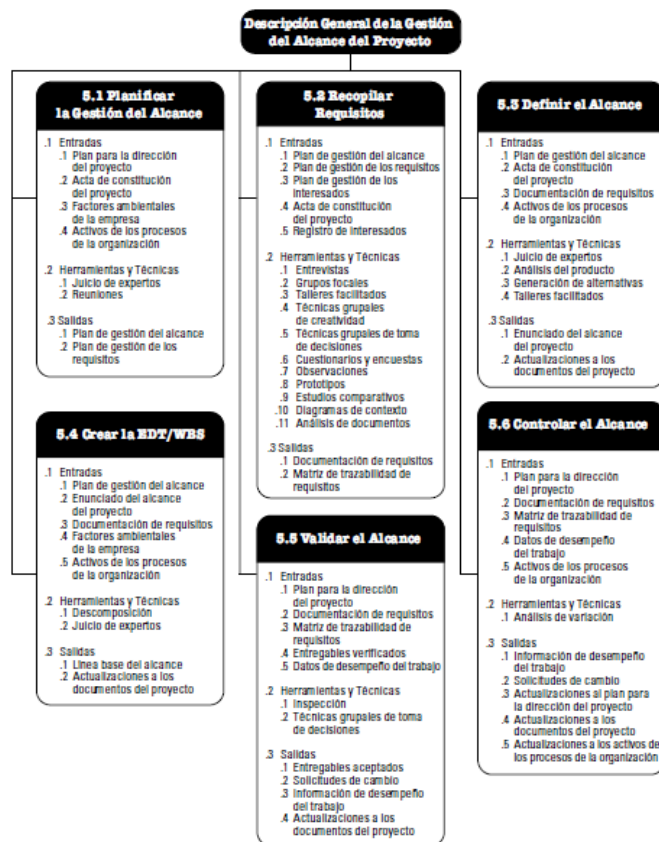 Descripción General de la Gestión
del Alcance del Proyecto
5.1 Planificar
la Gestión del Alcance
.1 Entradas
.1 Plan para la dirección
del proyecto
.2 Acta de constitución
del proyecto
.3 Factores ambientales
de la empresa
.4 Activos de los procesos
de la organización
.2 Herramientas y Técnicas
.1 Juicio de expertos
.2 Reuniones
.3 Salidas
.1 Plan de gestión del alcance
.2 Plan de gestión de los
requisitos
5.2 Recopilar
Requisitos
.1 Entradas
.1 Plan de gestión del alcance
.2 Plan de gestión de los requisitos
.3 Plan de gestión de los
interesados
.4 Acta de constitución
del proyecto
.5 Registro de interesados
.2 Herramientas y Técnicas
.1 Entrevistas
.2 Grupos focales
.3 Talleres facilitados
.4 Técnicas grupales
de creatividad
.5 Técnicas grupales de toma
de decisiones
.6 Cuestionarios y encuestas
.7 Observaciones
.8 Prototipos
.9 Estudios comparativos
.10 Diagramas de contexto
.11 Análisis de documentos
.3 Salidas
.1 Documentación de requisitos
.2 Matriz de trazabilidad de
requisitos
5.3 Definir el Alcance
.1 Entradas
.1 Plan de gestión del alcance
.2 Acta de constitución
del proyecto
.3 Documentación de requisitos
.4 Activos de los procesos
de la organización
.2 Herramientas y Técnicas
.1 Juicio de expertos
.2 Análisis del producto
.3 Generación de alternativas
.4 Talleres facilitados
.3 Salidas
.1 Enunciado del alcance
del proyecto
.2 Actualizaciones a los
documentos del proyecto
5.4 Crear la EDT/WBS
.1 Entradas
.1 Plan de gestión del alcance
.2 Enunciado del alcance
del proyecto
.3 Documentación de requisitos
.4 Factores ambientales
de la empresa
.5 Activos de los procesos
de la organización
.2 Herramientas y Técnicas
.1 Descomposición
.2 Juicio de expertos
.3 Salidas
.1 Línea base del alcance
.2 Actualizaciones a los
documentos del proyecto
5.5 Validar el Alcance
.1 Entradas
.1 Plan para la dirección
del proyecto
.2 Documentación de requisitos
.3 Matriz de trazabilidad de
requisitos
.4 Entregables verificados
.5 Datos de desempeño del trabajo
.2 Herramientas y Técnicas
.1 Inspección
.2 Técnicas grupales de toma
de decisiones
.3 Salidas
.1 Entregables aceptados
.2 Solicitudes de cambio
.3 Información de desempeño
del trabajo
.4 Actualizaciones a los
documentos del proyecto
5.6 Controlar el Alcance
.1 Entradas
.1 Plan para la dirección
del proyecto
.2 Documentación de requisitos
.3 Matriz de trazabilidad de
requisitos
.4 Datos de desempeño
del trabajo
.5 Activos de los procesos
de la organización
.2 Herramientas y Técnicas
.1 Análisis de variación
.3 Salidas
.1 Información de desempeño
del trabajo
.2 Solicitudes de cambio
.3 Actualizaciones al plan para
la dirección del proyecto
.4 Actualizaciones a los
documentos del proyecto
.5 Actualizaciones a los activos de
los procesos de la organización